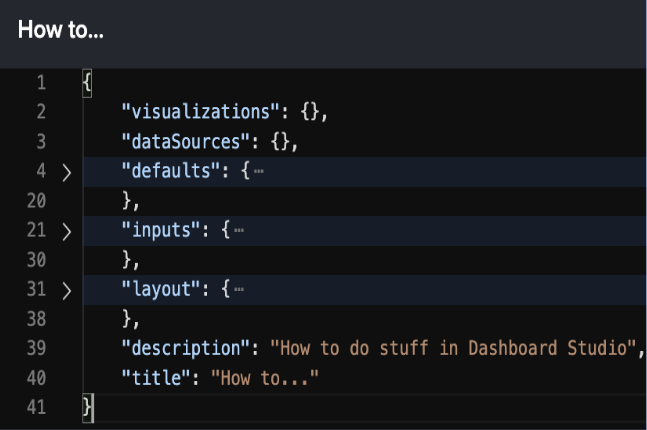 How to...
1 {
2 "visualizations": {},
3 "dataSources": {},
4 > "defaults": {⋯
20 },
21 > "inputs": {⋯
30 },
31 > "layout": {⋯
38 },
39 "description": "How to do stuff in Dashboard Studio",
40 "title": "How to..."
41 }